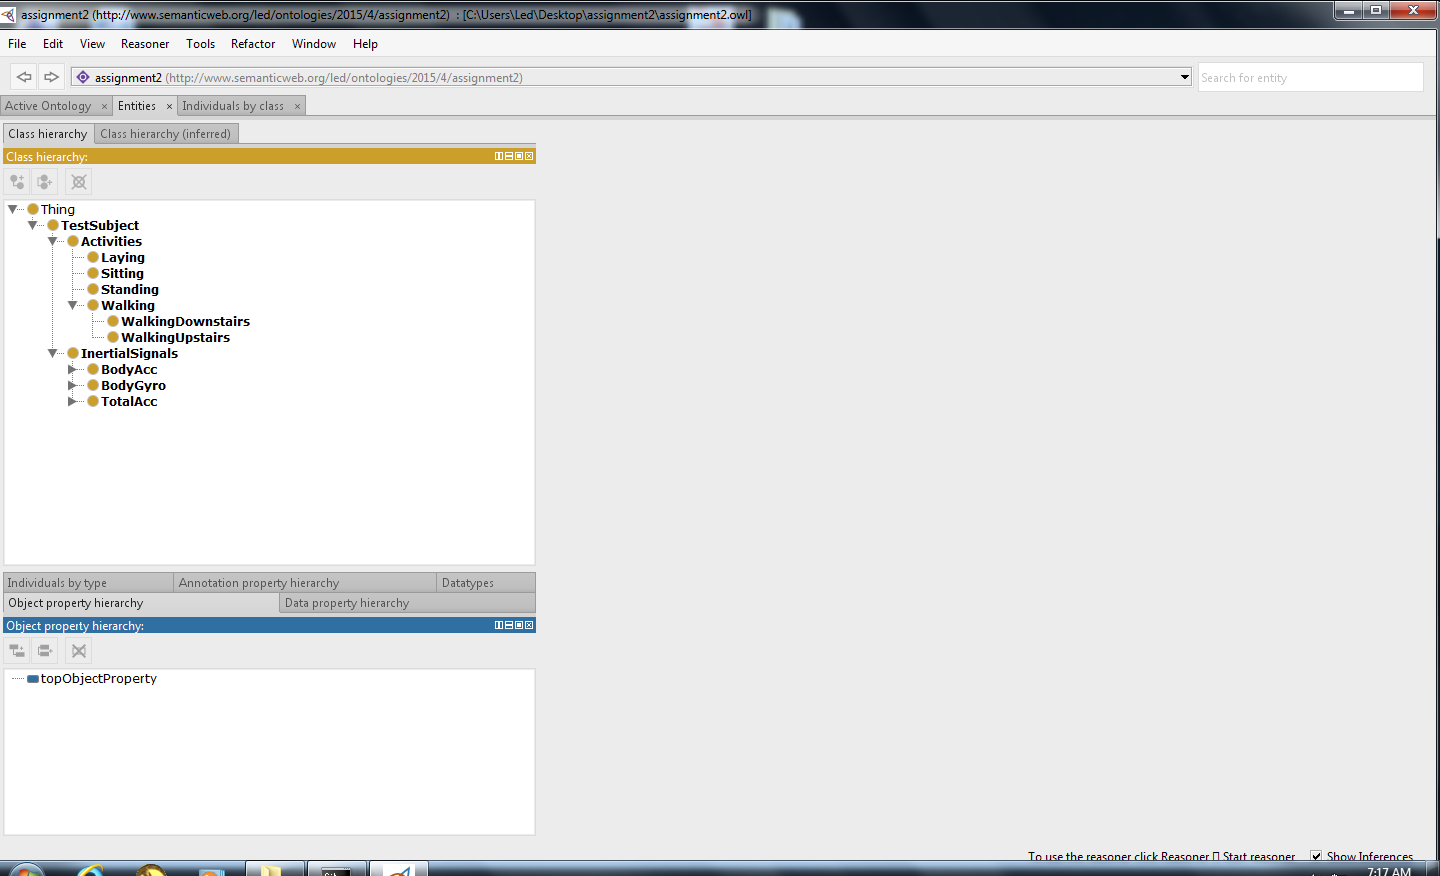 assignment2 (http://www.semanticweb.org/led/ontologies/2015/4/assignment2) : [C:\Users\Led\Desktop\assignment2\assignment2.owl]
File Edit View Reasoner Tools Refactor Window Help
assignment2 (http://www.semanticweb.org/led/ontologies/2015/4/assignment2) Search for entity
Active Ontology × Entities × Individuals by class ×
Class hierarchy Class hierarchy (inferred)
Class hierarchy:
Thing
TestSubject
Activities
Laying
Sitting
Standing
Walking
WalkingDownstairs
WalkingUpstairs
InertialSignals
BodyAcc
BodyGyro
TotalAcc
Individuals by type Annotation property hierarchy Datatypes
Object property hierarchy Data property hierarchy
Object property hierarchy:
topObjectProperty
To use the reasoner click Reasoner ▯ Start reasoner Show Inferences
7:17 AM